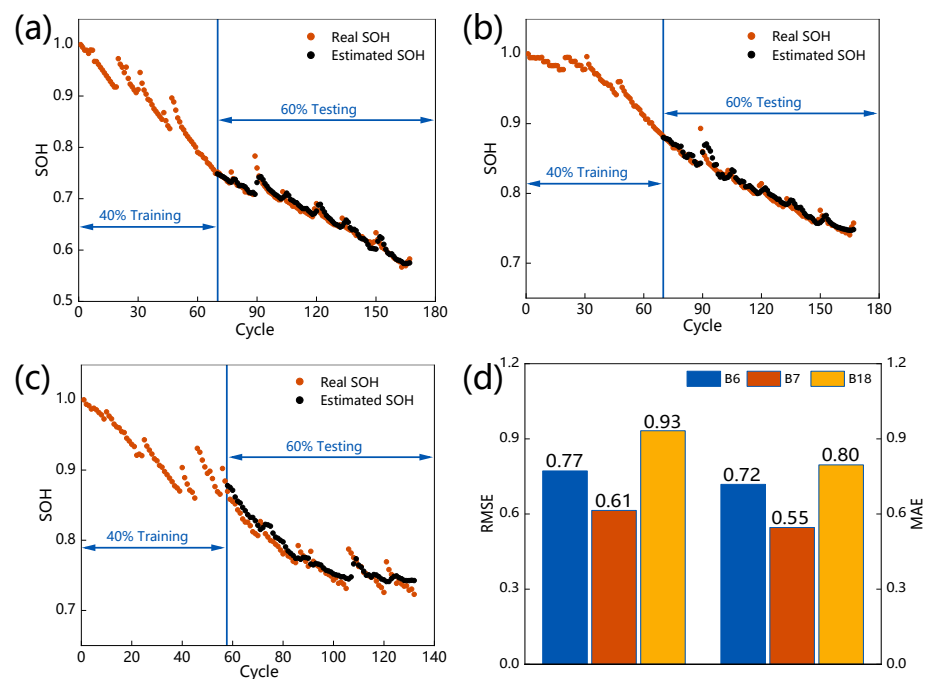 (a)
Real SOH
Estimated SOH
60% Testing
40% Training
SOH
1.0
0.9
0.8
0.7
0.6
0.5
0 30 60 90 120 150 180
Cycle
(b)
Real SOH
Estimated SOH
60% Testing
40% Training
SOH
1.0
0.9
0.8
0.7
0 30 60 90 120 150 180
Cycle
(c)
Real SOH
Estimated SOH
60% Testing
40% Training
SOH
1.0
0.9
0.8
0.7
0 20 40 60 80 100 120 140
Cycle
(d)
B6 B7 B18
RMSE
1.2
0.9
0.6
0.3
0.0
0.77 0.61 0.93 0.72 0.55 0.80
1.2
0.9
0.6
0.3
0.0
MAE